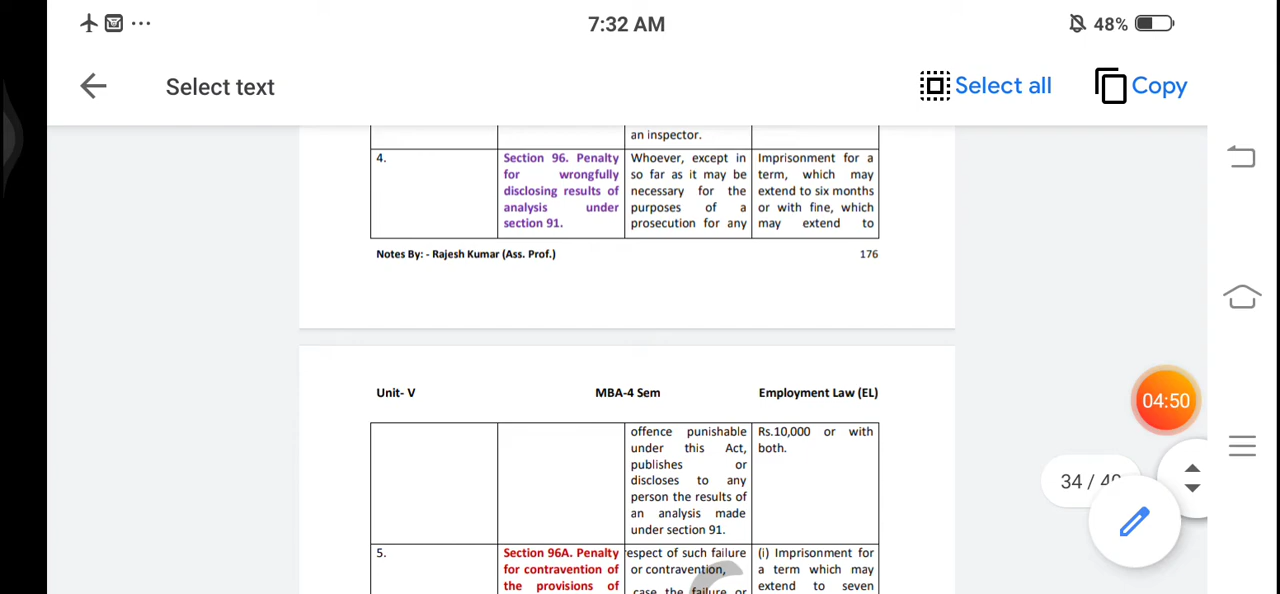 7:32 AM
48%
Select text
Select all
Copy
an inspector.
4.
Section 96. Penalty for wrongfully disclosing results of analysis under section 91.
Whoever, except in so far as it may be necessary for the purposes of a prosecution for any
Imprisonment for a term, which may extend to six months or with fine, which may extend to
Notes By: - Rajesh Kumar (Ass. Prof.)
176
Unit- V
MBA-4 Sem
Employment Law (EL)
offence punishable under this Act, publishes or discloses to any person the results of an analysis made under section 91.
Rs.10,000 or with both.
04:50
34 / 40
5.
Section 96A. Penalty for contravention of the provisions of
respect of such failure or contravention,
case the failure or
(i) Imprisonment for a term which may extend to seven